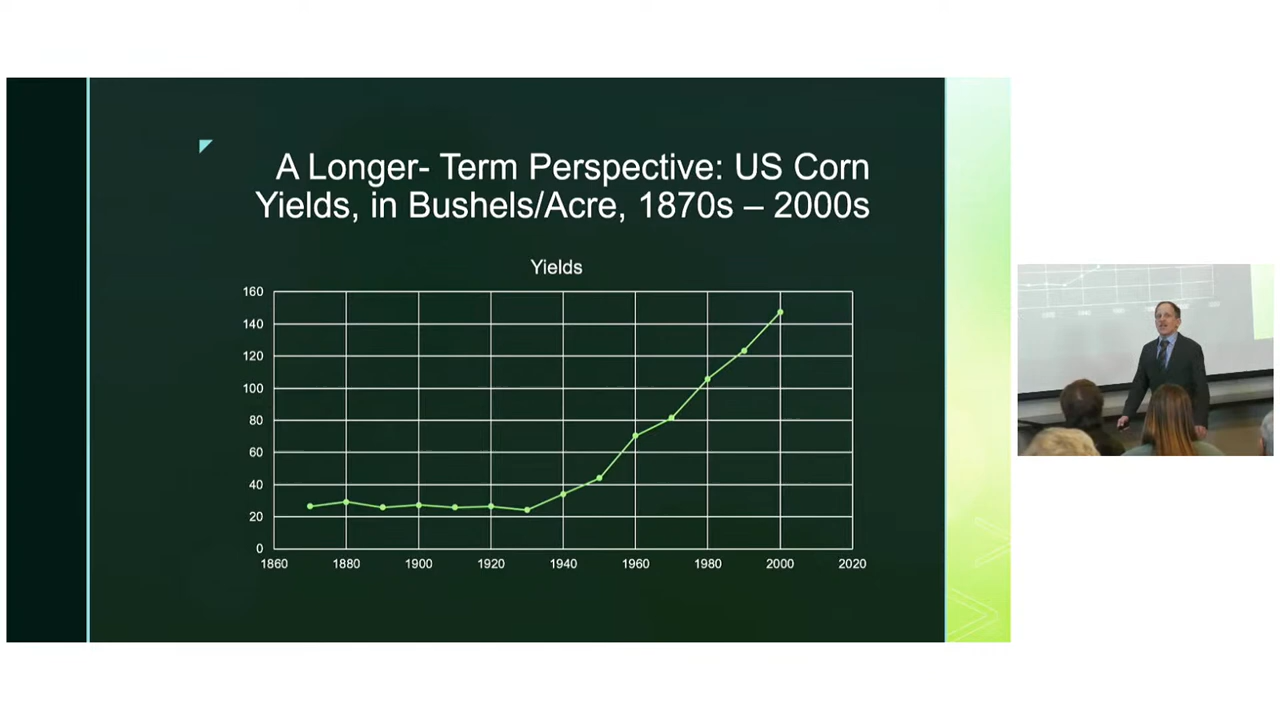 A Longer- Term Perspective: US Corn
Yields, in Bushels/Acre, 1870s – 2000s
Yields
160
140
120
100
80
60
40
20
0
1860 1880 1900 1920 1940 1960 1980 2000 2020